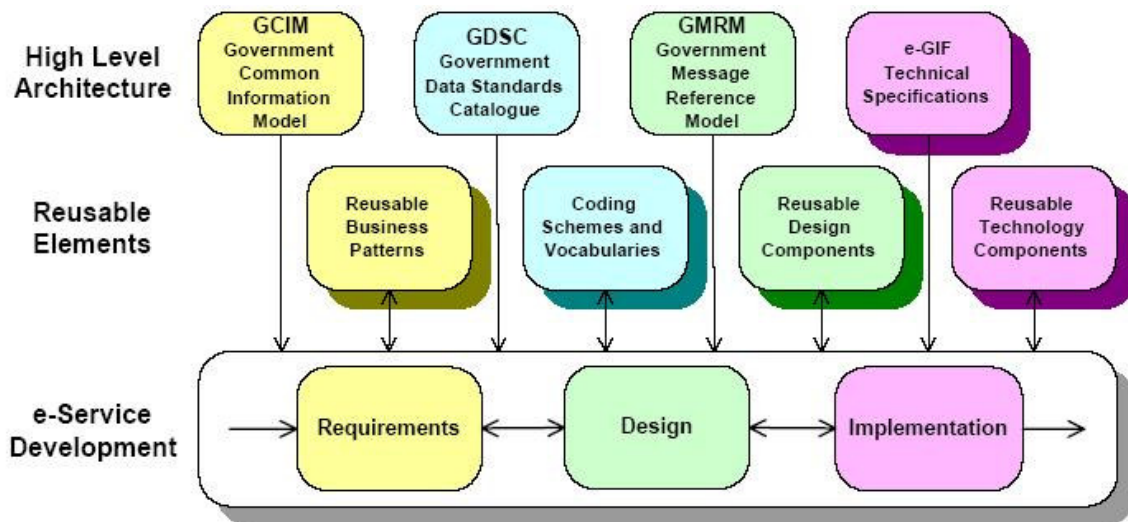 High Level
Architecture
GCIM
Government
Common
Information
Model
GDSC
Government
Data Standards
Catalogue
GMRM
Government
Message
Reference
Model
e-GIF
Technical
Specifications
Reusable
Elements
Reusable
Business
Patterns
Coding
Schemes and
Vocabularies
Reusable
Design
Components
Reusable
Technology
Components
e-Service
Development
Requirements
Design
Implementation